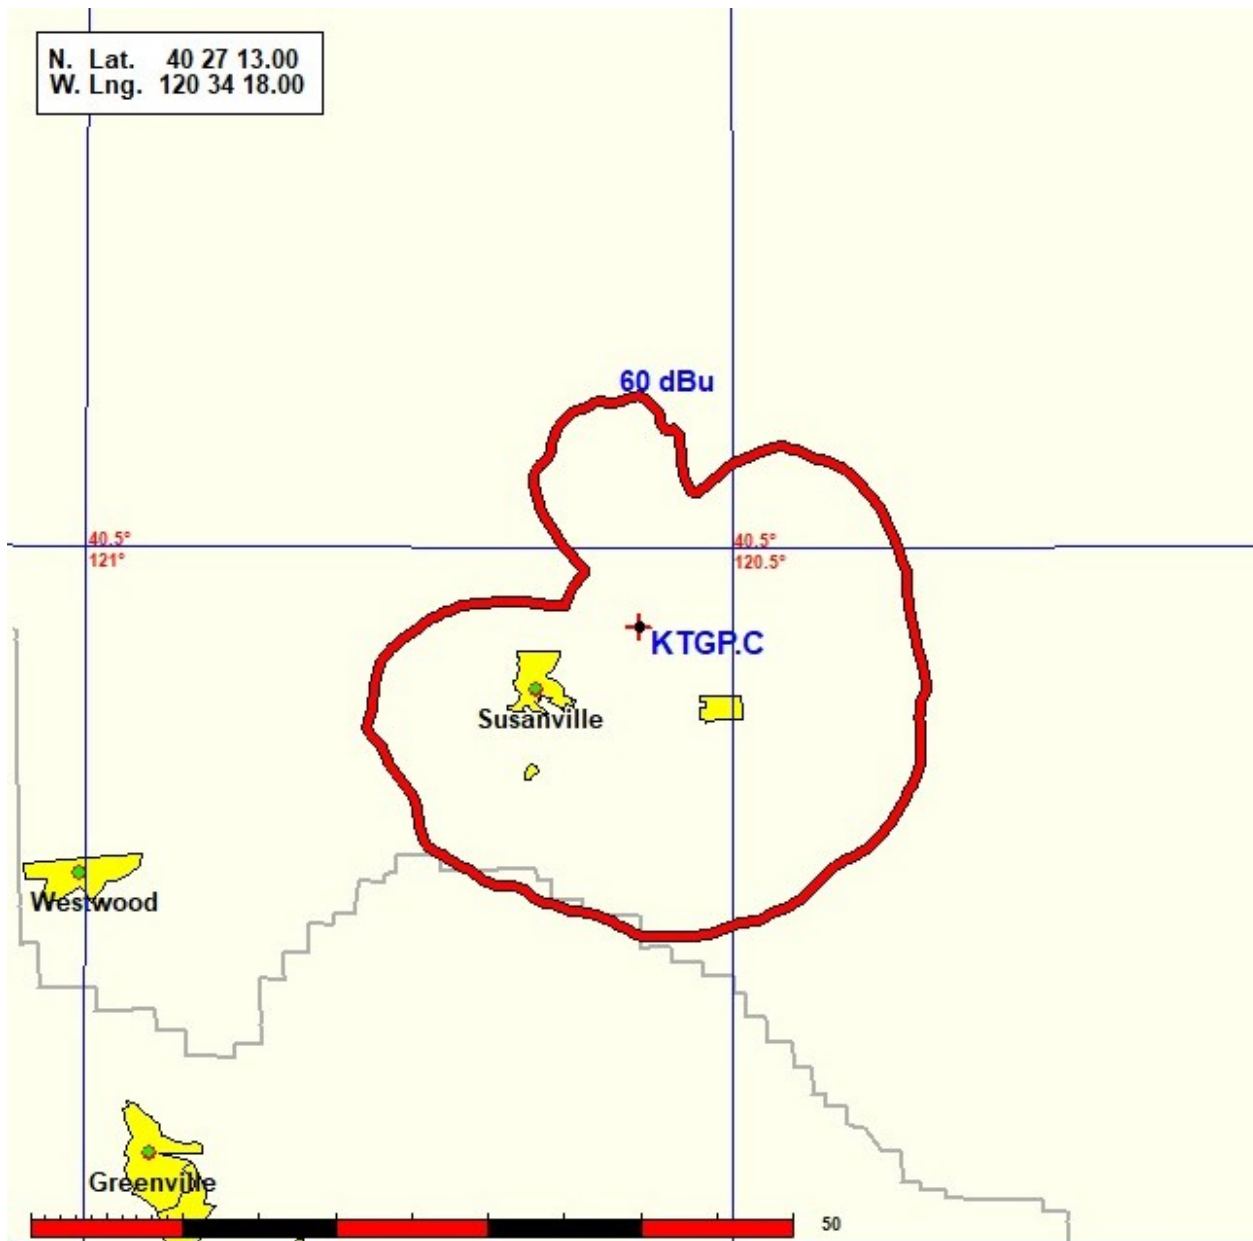 N. Lat. 40 27 13.00
W. Lng. 120 34 18.00
60 dBu
40.5°
121°
40.5°
120.5°
KTGP.C
Susanville
Westwood
Greenville
50